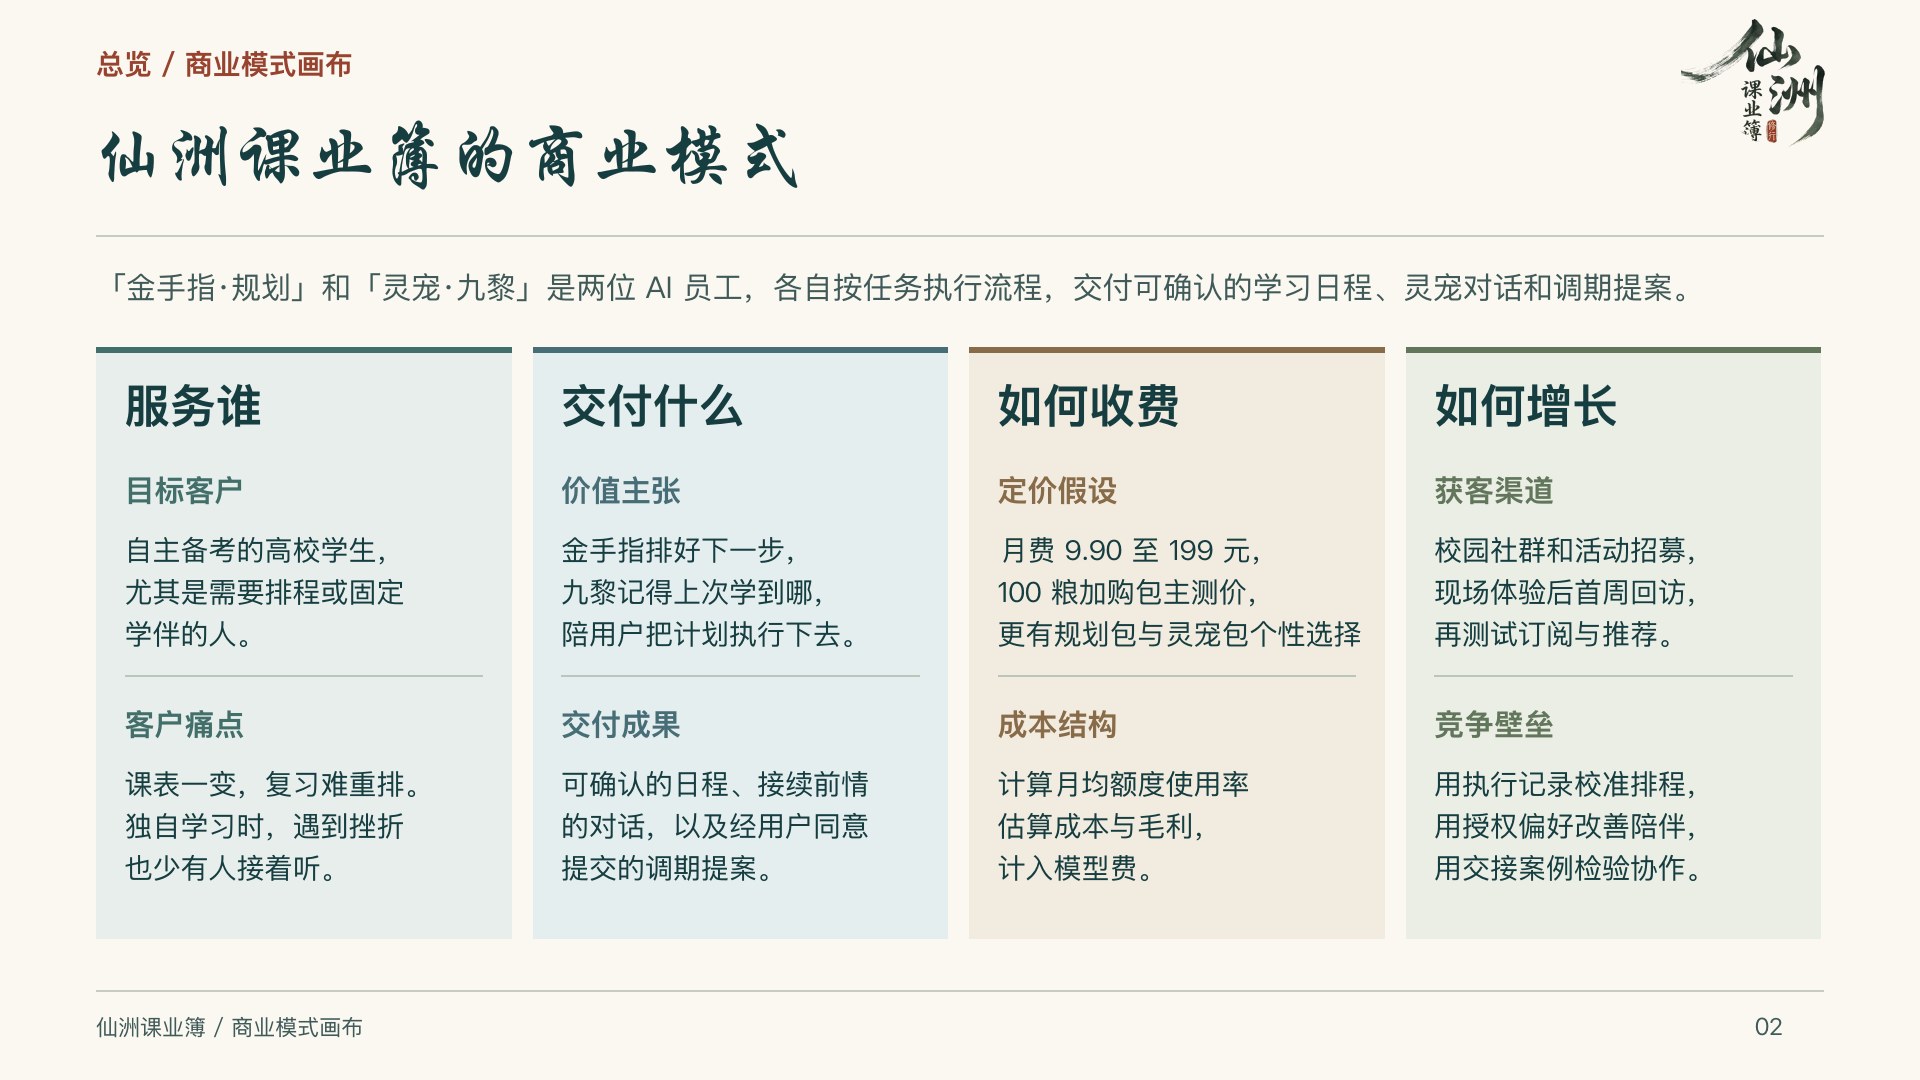 总览 / 商业模式画布
仙洲
课业簿
仙洲课业簿的商业模式
「金手指·规划」和「灵宠·九黎」是两位 AI 员工，各自按任务执行流程，交付可确认的学习日程、灵宠对话和调期提案。
服务谁
目标客户
自主备考的高校学生，
尤其是需要排程或固定
学伴的人。
客户痛点
课表一变，复习难重排。
独自学习时，遇到挫折
也少有人接着听。
交付什么
价值主张
金手指排好下一步，
九黎记得上次学到哪，
陪用户把计划执行下去。
交付成果
可确认的日程、接续前情
的对话，以及经用户同意
提交的调期提案。
如何收费
定价假设
月费 9.90 至 199 元，
100 粮加购包主测价，
更有规划包与灵宠包个性选择
成本结构
计算月均额度使用率
估算成本与毛利，
计入模型费。
如何增长
获客渠道
校园社群和活动招募，
现场体验后首周回访，
再测试订阅与推荐。
竞争壁垒
用执行记录校准排程，
用授权偏好改善陪伴，
用交接案例检验协作。
仙洲课业簿 / 商业模式画布
02